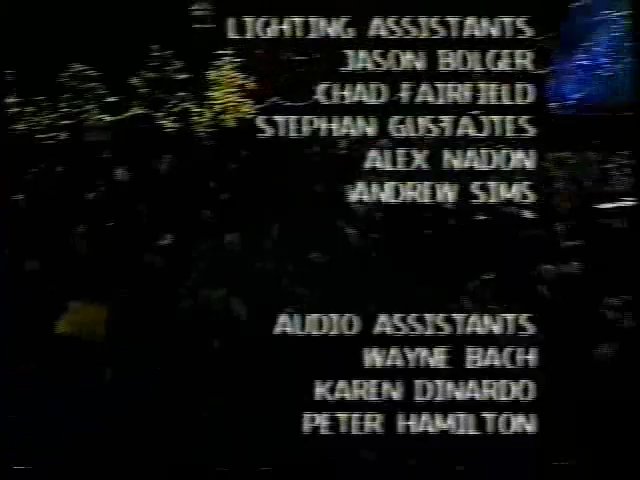 LIGHTING ASSISTANTS
JASON BOLGER
CHAD FAIRFIELD
STEPHAN
ALEX NADON
ANDREW SIMS
AUDIO ASSISTANTS
WAYNE BACH
KAREN DINARDO
PETER HAMILTON